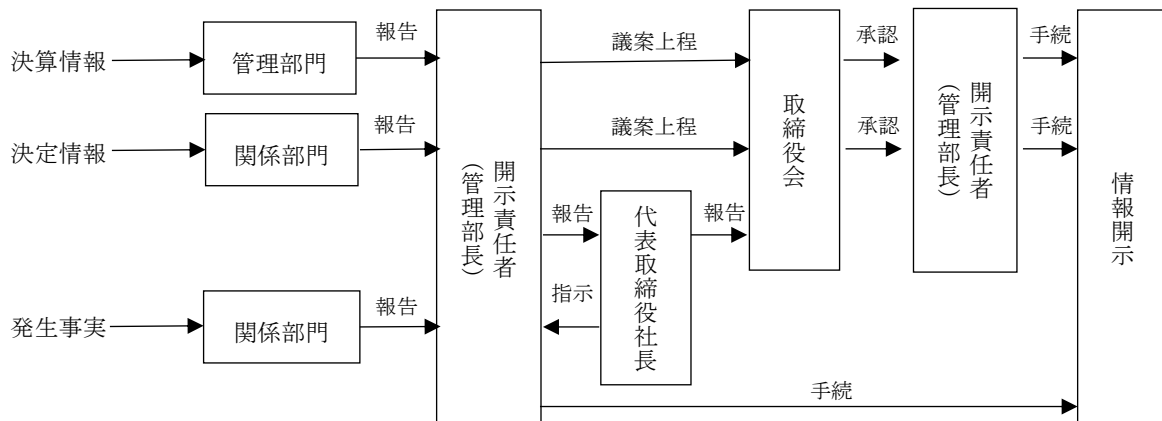 決算情報
管理部門
報告
議案上程
承認
手続
決定情報
関係部門
報告
議案上程
承認
手続
発生事実
関係部門
報告
開示責任者
（管理部長）
報告
指示
代表取締役社長
報告
取締役会
開示責任者
（管理部長）
手続
情報開示